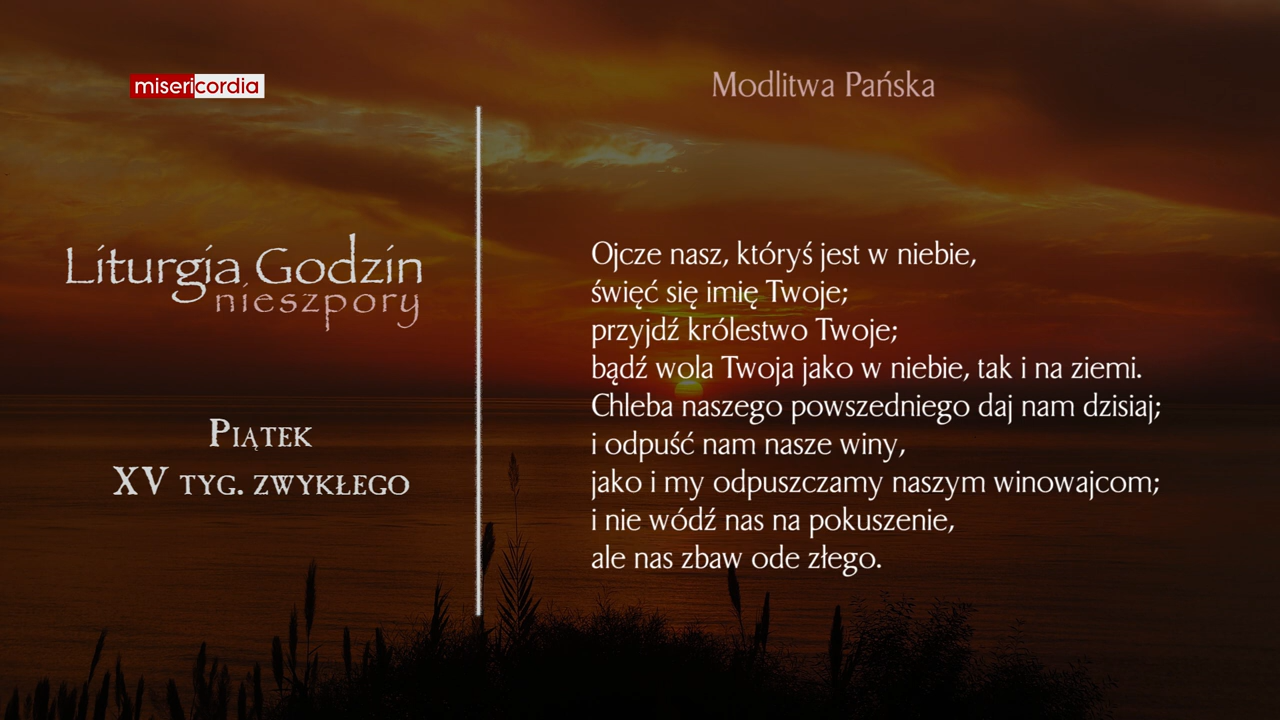 misericordia
Liturgia Godzin
nieszpory
Piątek
XV tyg. zwykłego
Modlitwa Pańska
Ojcze nasz, któryś jest w niebie,
święć się imię Twoje;
przyjdź królestwo Twoje;
bądź wola Twoja jako w niebie, tak i na ziemi.
Chleba naszego powszedniego daj nam dzisiaj;
i odpuść nam nasze winy,
jako i my odpuszczamy naszym winowajcom;
i nie wódź nas na pokuszenie,
ale nas zbaw ode złego.